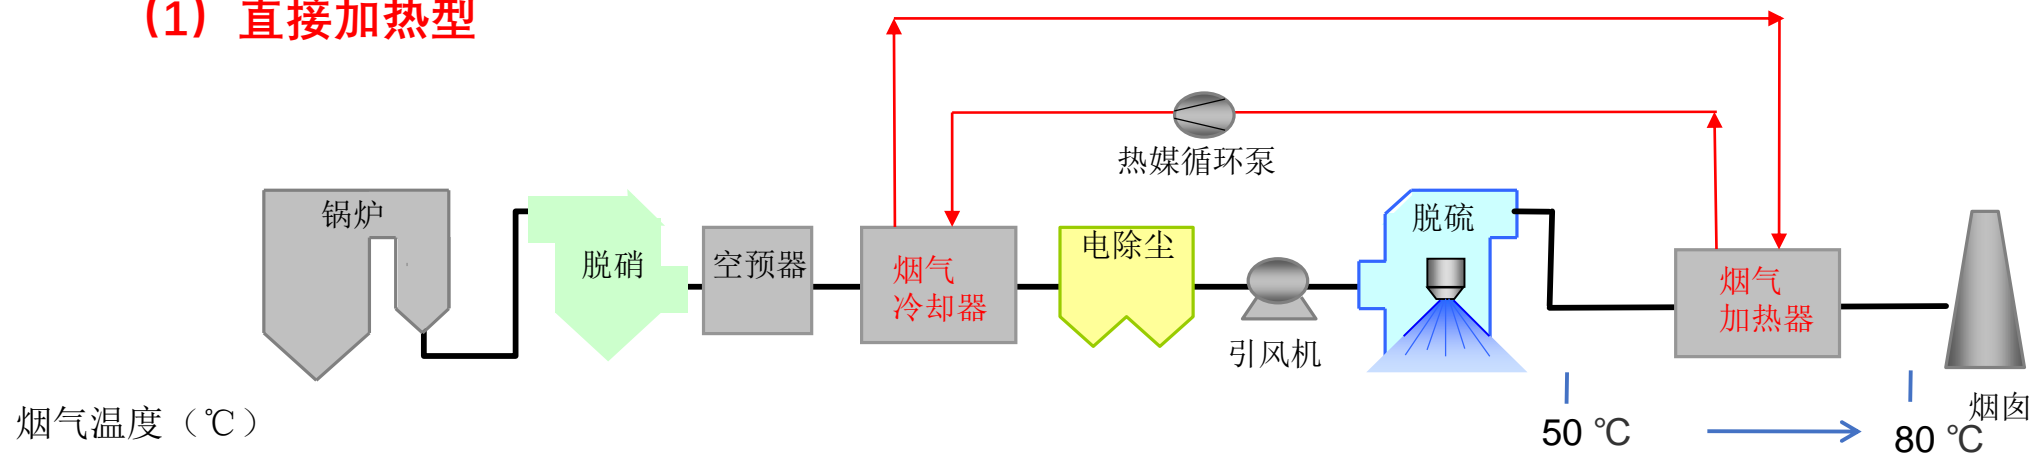 （1）直接加热型
热媒循环泵
锅炉
脱硝
空预器
烟气
冷却器
电除尘
引风机
脱硫
烟气
加热器
烟囱
烟气温度（℃）
50 ℃
80 ℃